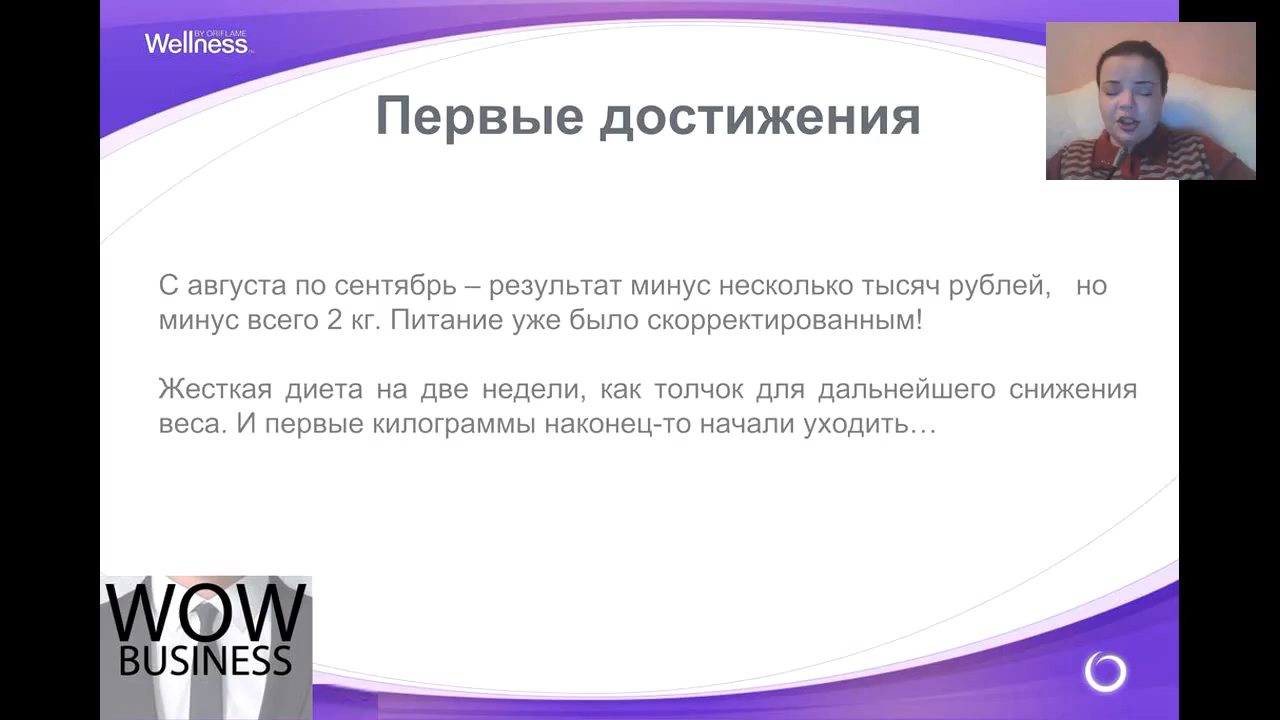 BY ORIFLAME
Wellness
Первые достижения
С августа по сентябрь – результат минус несколько тысяч рублей, но
минус всего 2 кг. Питание уже было скорректированным!
Жесткая диета на две недели, как толчок для дальнейшего снижения
веса. И первые килограммы наконец-то начали уходить…
WOW
BUSINESS